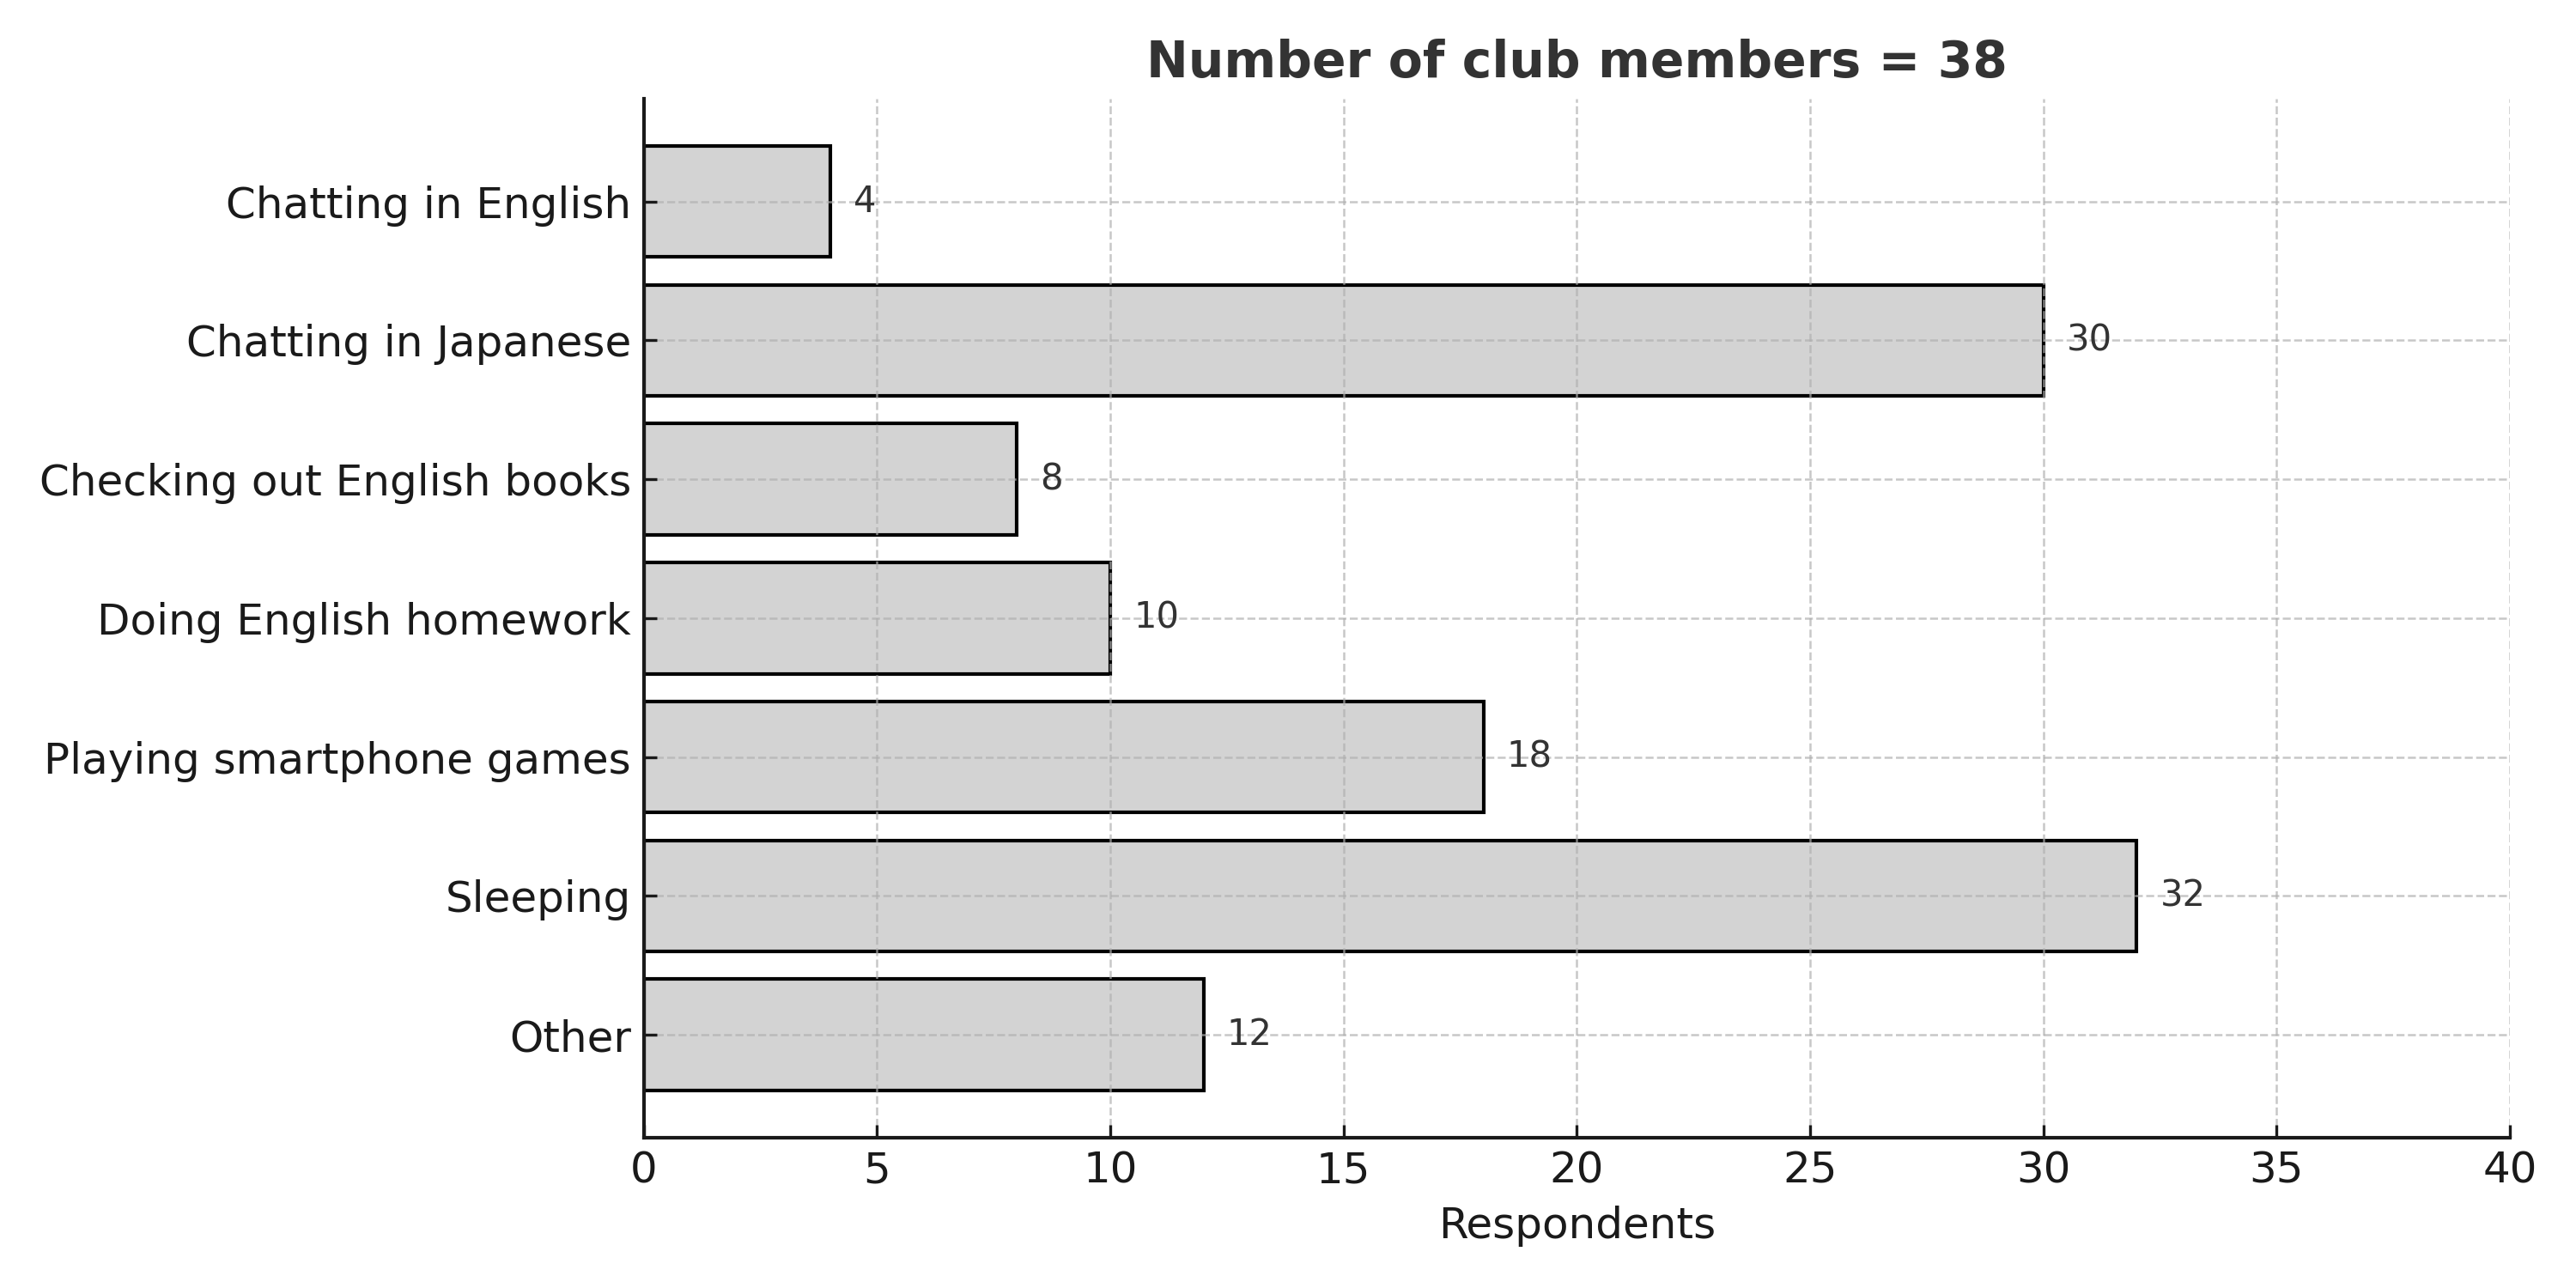 Number of club members = 38
Chatting in English 4
Chatting in Japanese 30
Checking out English books 8
Doing English homework 10
Playing smartphone games 18
Sleeping 32
Other 12
0 5 10 15 20 25 30 35 40
Respondents